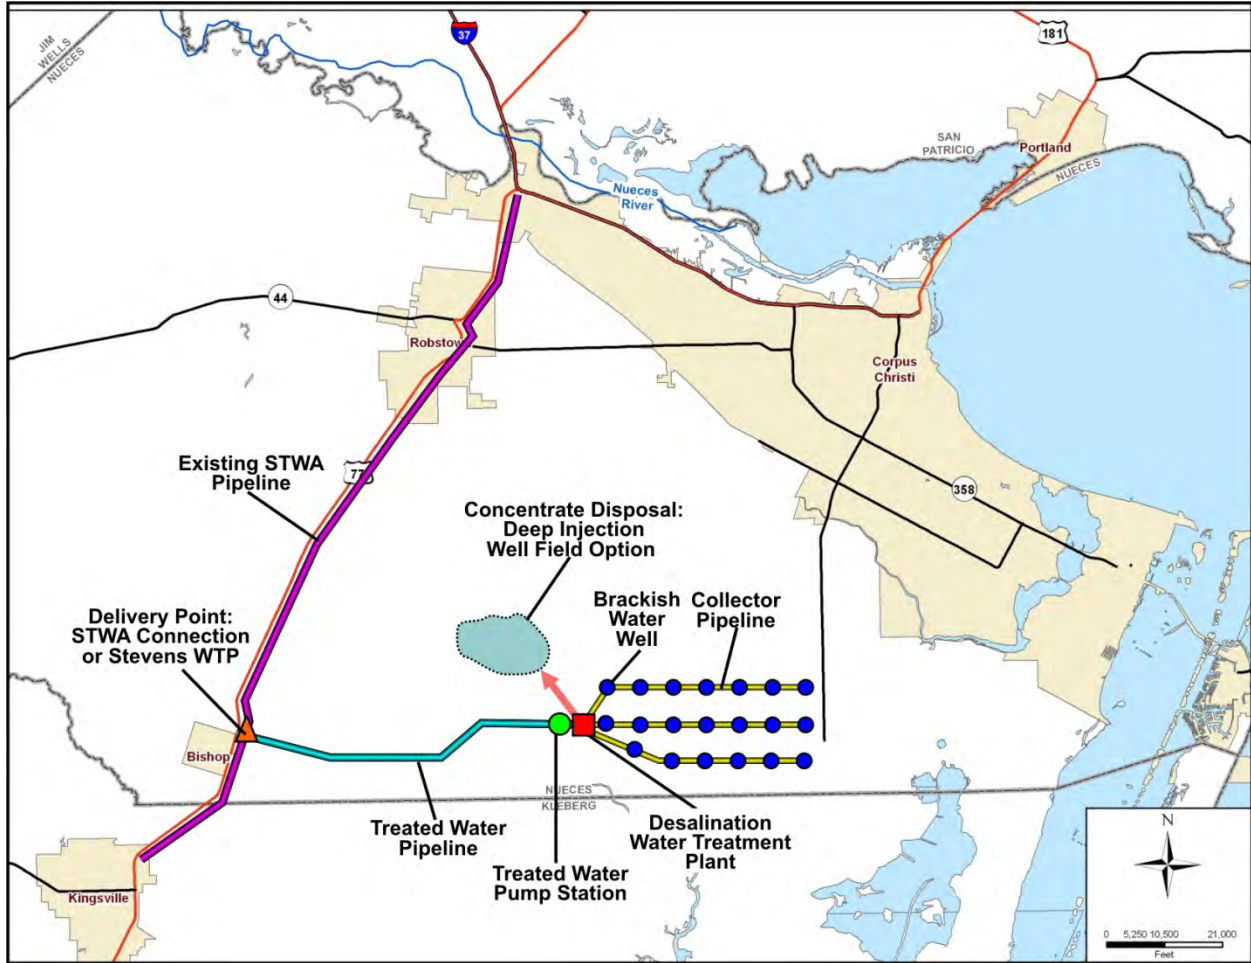 JIM
WELLS
NUECES
37
181
SAN
PATRICIO
Portland
NUECES
Nueces
River
44
Robstow
Corpus
Christi
Existing STWA
Pipeline
77
358
Concentrate Disposal:
Deep Injection
Well Field Option
Brackish
Water
Well
Collector
Pipeline
Delivery Point:
STWA Connection
or Stevens WTP
Bishop
NUECES
KLEBERG
Treated Water
Pipeline
Treated Water
Pump Station
Desalination
Water Treatment
Plant
Kingsville
N
0 5,250 10,500 21,000
Feet